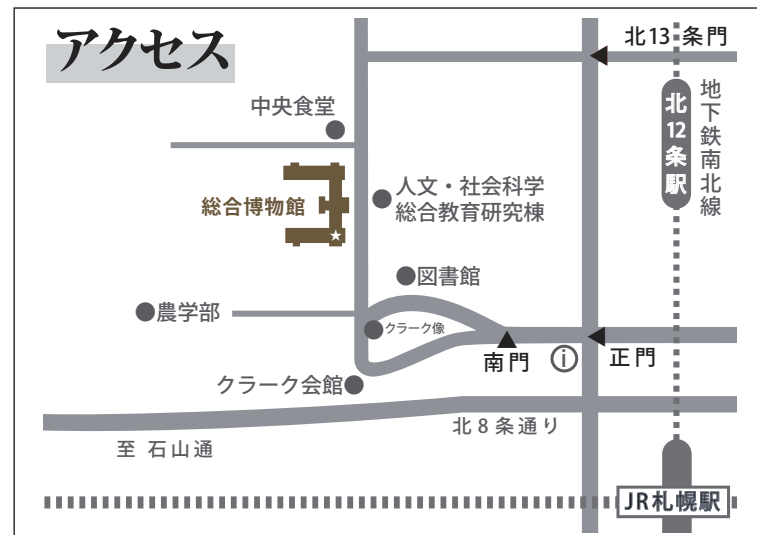 アクセス
北13条門
地下鉄南北線
北12条駅
中央食堂
人文・社会科学
総合教育研究棟
総合博物館
図書館
農学部
クラーク像
南門
i
正門
クラーク会館
北8条通り
至 石山通
JR札幌駅